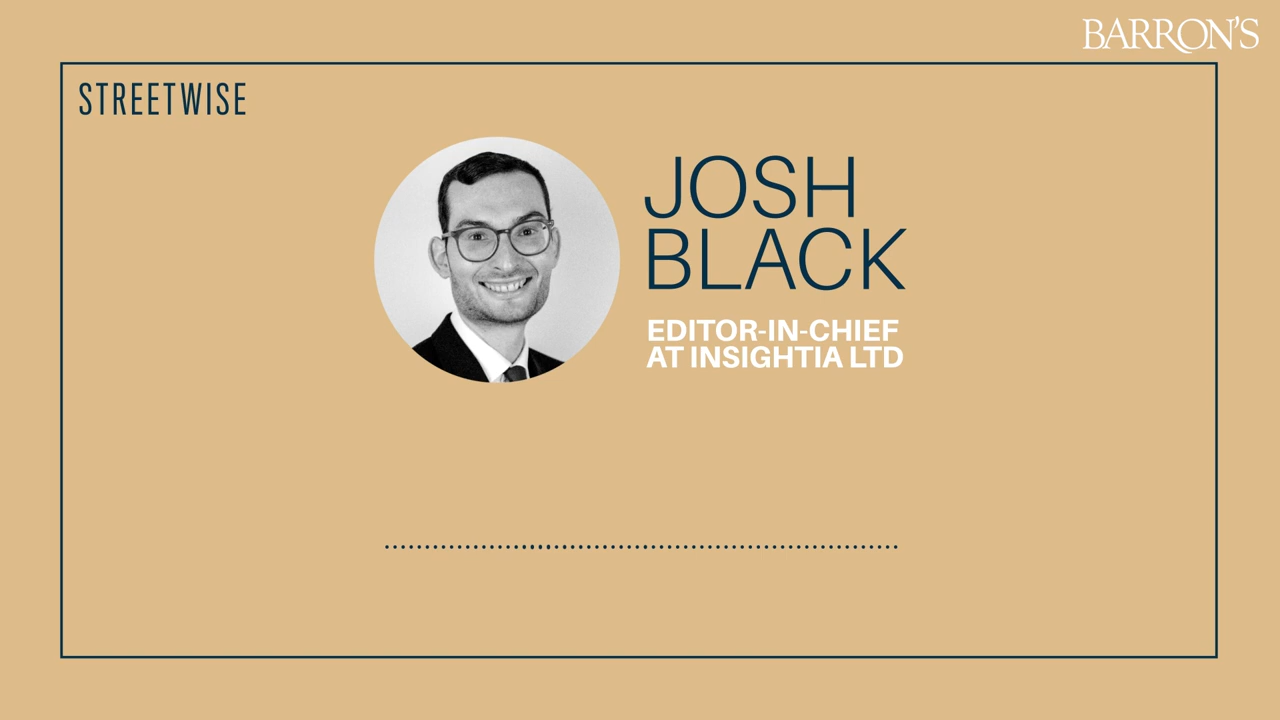 BARRON'S
STREETWISE
JOSH
BLACK
EDITOR-IN-CHIEF
AT INSIGHTIA LTD